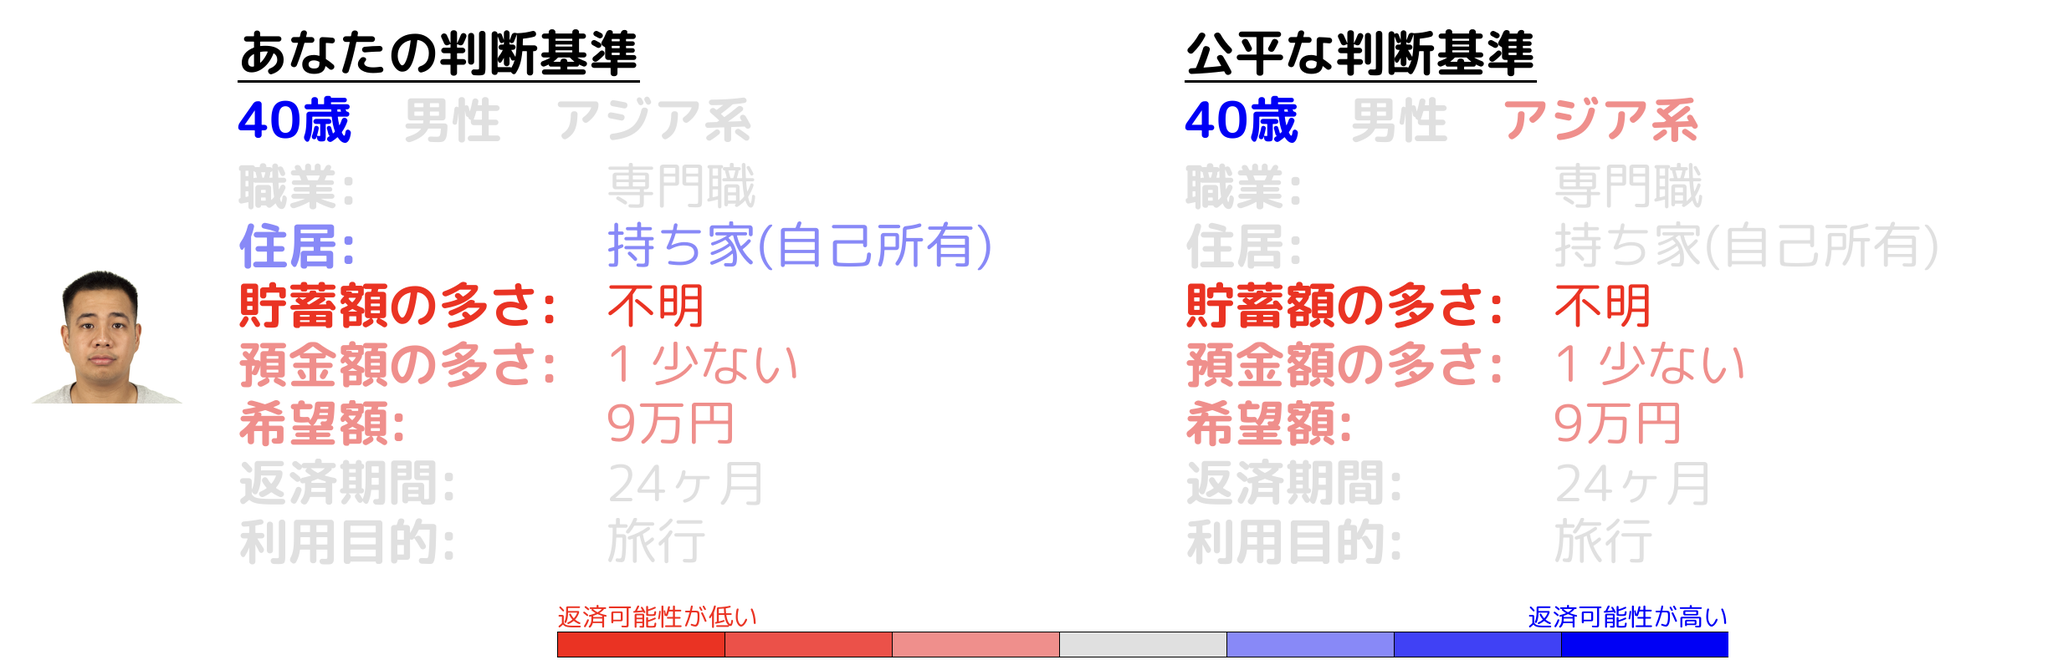 あなたの判断基準
40歳 男性 アジア系
職業: 専門職
住居: 持ち家(自己所有)
貯蓄額の多さ: 不明
預金額の多さ: 1 少ない
希望額: 9万円
返済期間: 24ヶ月
利用目的: 旅行
公平な判断基準
40歳 男性 アジア系
職業: 専門職
住居: 持ち家(自己所有)
貯蓄額の多さ: 不明
預金額の多さ: 1 少ない
希望額: 9万円
返済期間: 24ヶ月
利用目的: 旅行
返済可能性が低い
返済可能性が高い